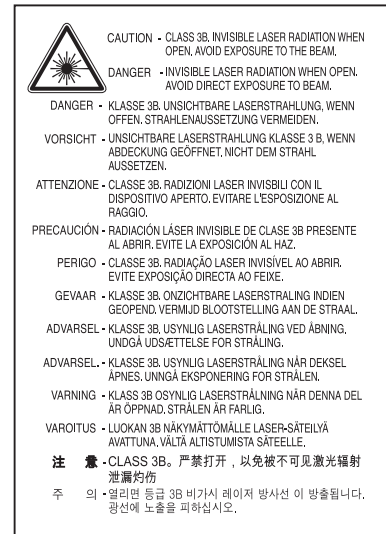 CAUTION - CLASS 3B. INVISIBLE LASER RADIATION WHEN
OPEN. AVOID EXPOSURE TO THE BEAM.
DANGER - INVISIBLE LASER RADIATION WHEN OPEN.
AVOID DIRECT EXPOSURE TO BEAM.
DANGER - KLASSE 3B. UNSICHTBARE LASERSTRAHLUNG, WENN
OFFEN. STRAHLENAUSSETZUNG VERMEIDEN.
VORSICHT - UNSICHTBARE LASERSTRAHLUNG KLASSE 3 B, WENN
ABDECKUNG GEÖFFNET, NICHT DEM STRAHL
AUSSETZEN.
ATTENZIONE - CLASSE 3B. RADIZIONI LASER INVISBILI CON IL
DISPOSITIVO APERTO. EVITARE L'ESPOSIZIONE AL
RAGGIO.
PRECAUCIÓN - RADIACIÓN LÁSER INVISIBLE DE CLASE 3B PRESENTE
AL ABRIR. EVITE LA EXPOSICIÓN AL HAZ.
PERIGO - CLASSE 3B. RADIAÇÃO LASER INVISÍVEL AO ABRIR.
EVITE EXPOSIÇÃO DIRECTA AO FEIXE.
GEVAAR - KLASSE 3B. ONZICHTBARE LASERSTRALING INDIEN
GEOPEND. VERMIJD BLOOTSTELLING AAN DE STRAAL.
ADVARSEL - KLASSE 3B. USYNLIG LASERSTRÅLING VED ÅBNING.
UNDGÅ UDSÆTTELSE FOR STRÅLING.
ADVARSEL. - KLASSE 3B. USYNLIG LASERSTRÅLING NÅR DEKSEL
ÅPNES. UNNGÅ EKSPONERING FOR STRÅLEN.
VARNING - KLASS 3B OSYNLIG LASERSTRÅLNING NÄR DENNA DEL
ÄR ÖPPNAD. STRÅLEN ÄR FARLIG.
VAROITUS - LUOKAN 3B NÄKYMÄTTÖMÄLLE LASER-SÄTEILYÄ
AVATTUNA. VÄLTÄ ALTISTUMISTA SÄTEELLE.
注 意 - CLASS 3B。严禁打开，以免被不可见激光辐射
泄漏灼伤
주 의 - 열리면 등급 3B 비가시 레이저 방사선 이 방출됩니다.
광선에 노출을 피하십시오.